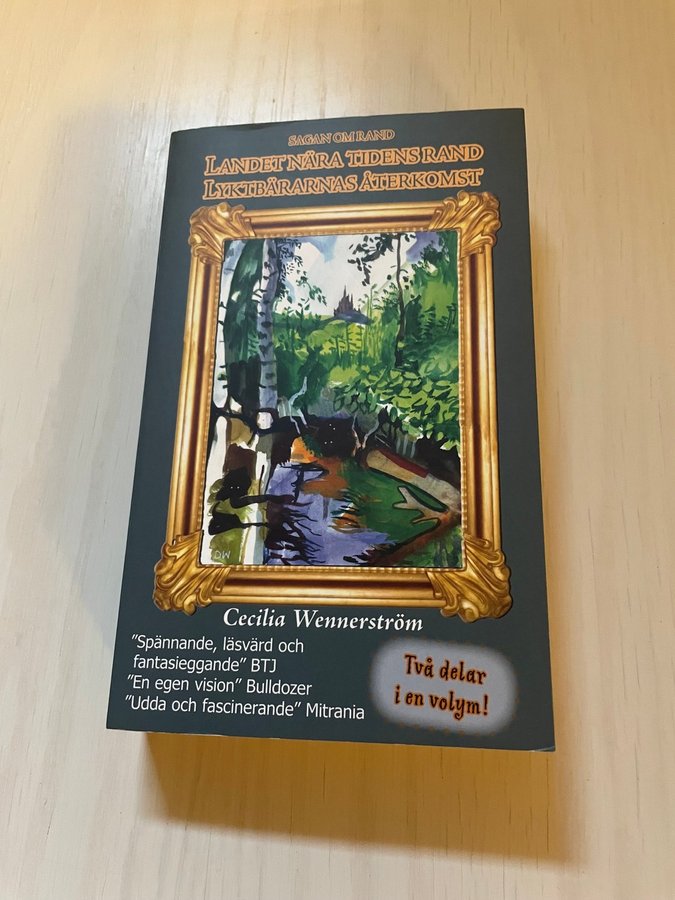 SAGAN OM RAND
LANDET NÄRA TIDENS RAND
LYKTBÄRARNAS ÅTERKOMST
DW
Cecilia Wennerström
"Spännande, läsvärd och
fantasieggande" BTJ
"En egen vision" Bulldozer
"Udda och fascinerande" Mitrania
Två delar
i en volym!